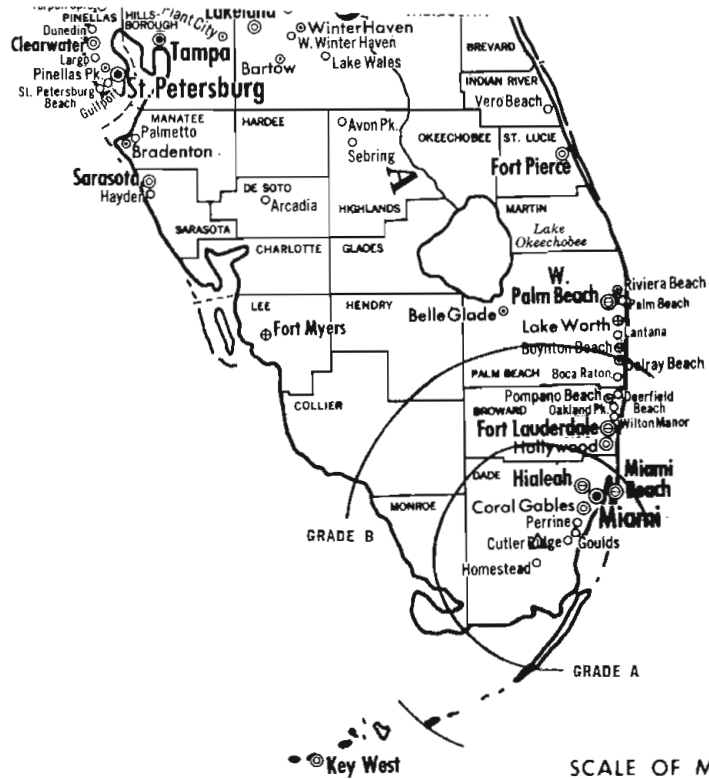 PINELLAS
HILLS-
BOROUGH
Plant City
Lakeland
Dunedin
Clearwater
Largo
Tampa
Pinellas Pk.
St. Petersburg
St. Petersburg
Beach
Gulfport
Winter Haven
W. Winter Haven
Bartow
Lake Wales
BREVARD
INDIAN RIVER
Vero Beach
MANATEE
Palmetto
Bradenton
HARDEE
Avon Pk.
Sebring
OKEECHOBEE
ST. LUCIE
Fort Pierce
Sarasota
Hayden
DE SOTO
Arcadia
HIGHLANDS
A
MARTIN
Lake
Okeechobee
SARASOTA
CHARLOTTE
GLADES
W.
Palm Beach
Riviera Beach
Palm Beach
LEE
HENDRY
Belle Glade
Fort Myers
Lake Worth
Lantana
Boynton Beach
Delray Beach
PALM BEACH
Boca Raton
COLLIER
Pompano Beach
Deerfield
Beach
BROWARD
Oakland Pk.
Wilton Manor
Fort Lauderdale
Hollywood
DADE
Hialeah
Miami
Beach
MONROE
Coral Gables
Miami
GRADE B
Perrine
Cutler Ridge
Goulds
Homestead
GRADE A
Key West
SCALE OF M